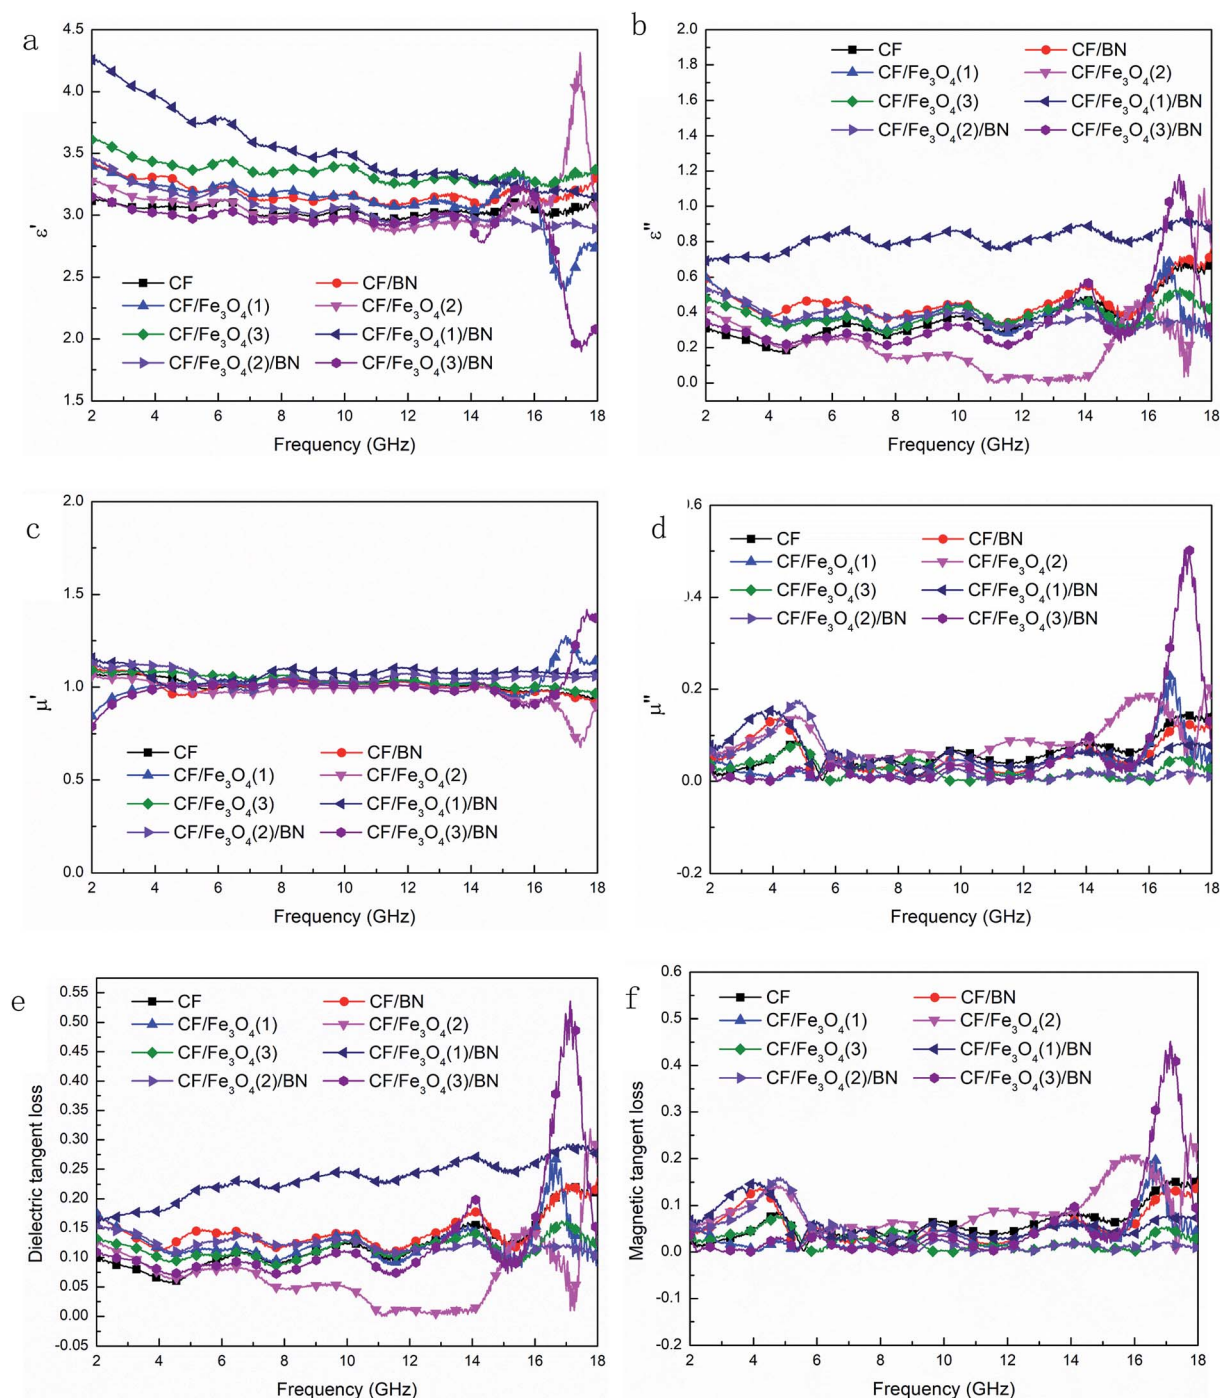 a
4.5
4.0
3.5
3.0
2.5
2.0
1.5
ε'
CF CF/BN
CF/Fe₃O₄(1) CF/Fe₃O₄(2)
CF/Fe₃O₄(3) CF/Fe₃O₄(1)/BN
CF/Fe₃O₄(2)/BN CF/Fe₃O₄(3)/BN
2 4 6 8 10 12 14 16 18
Frequency (GHz)
b
2.0
1.8
1.6
1.4
1.2
1.0
0.8
0.6
0.4
0.2
0.0
ε"
CF CF/BN
CF/Fe₃O₄(1) CF/Fe₃O₄(2)
CF/Fe₃O₄(3) CF/Fe₃O₄(1)/BN
CF/Fe₃O₄(2)/BN CF/Fe₃O₄(3)/BN
2 4 6 8 10 12 14 16 18
Frequency (GHz)
c
2.0
1.5
1.0
0.5
0.0
μ'
CF CF/BN
CF/Fe₃O₄(1) CF/Fe₃O₄(2)
CF/Fe₃O₄(3) CF/Fe₃O₄(1)/BN
CF/Fe₃O₄(2)/BN CF/Fe₃O₄(3)/BN
2 4 6 8 10 12 14 16 18
Frequency (GHz)
d
0.6
0.4
0.2
0.0
-0.2
μ"
CF CF/BN
CF/Fe₃O₄(1) CF/Fe₃O₄(2)
CF/Fe₃O₄(3) CF/Fe₃O₄(1)/BN
CF/Fe₃O₄(2)/BN CF/Fe₃O₄(3)/BN
2 4 6 8 10 12 14 16 18
Frequency (GHz)
e
0.55
0.50
0.45
0.40
0.35
0.30
0.25
0.20
0.15
0.10
0.05
0.00
-0.05
Dielectric tangent loss
CF CF/BN
CF/Fe₃O₄(1) CF/Fe₃O₄(2)
CF/Fe₃O₄(3) CF/Fe₃O₄(1)/BN
CF/Fe₃O₄(2)/BN CF/Fe₃O₄(3)/BN
2 4 6 8 10 12 14 16 18
Frequency (GHz)
f
0.6
0.5
0.4
0.3
0.2
0.1
0.0
-0.1
-0.2
Magnetic tangent loss
CF CF/BN
CF/Fe₃O₄(1) CF/Fe₃O₄(2)
CF/Fe₃O₄(3) CF/Fe₃O₄(1)/BN
CF/Fe₃O₄(2)/BN CF/Fe₃O₄(3)/BN
2 4 6 8 10 12 14 16 18
Frequency (GHz)